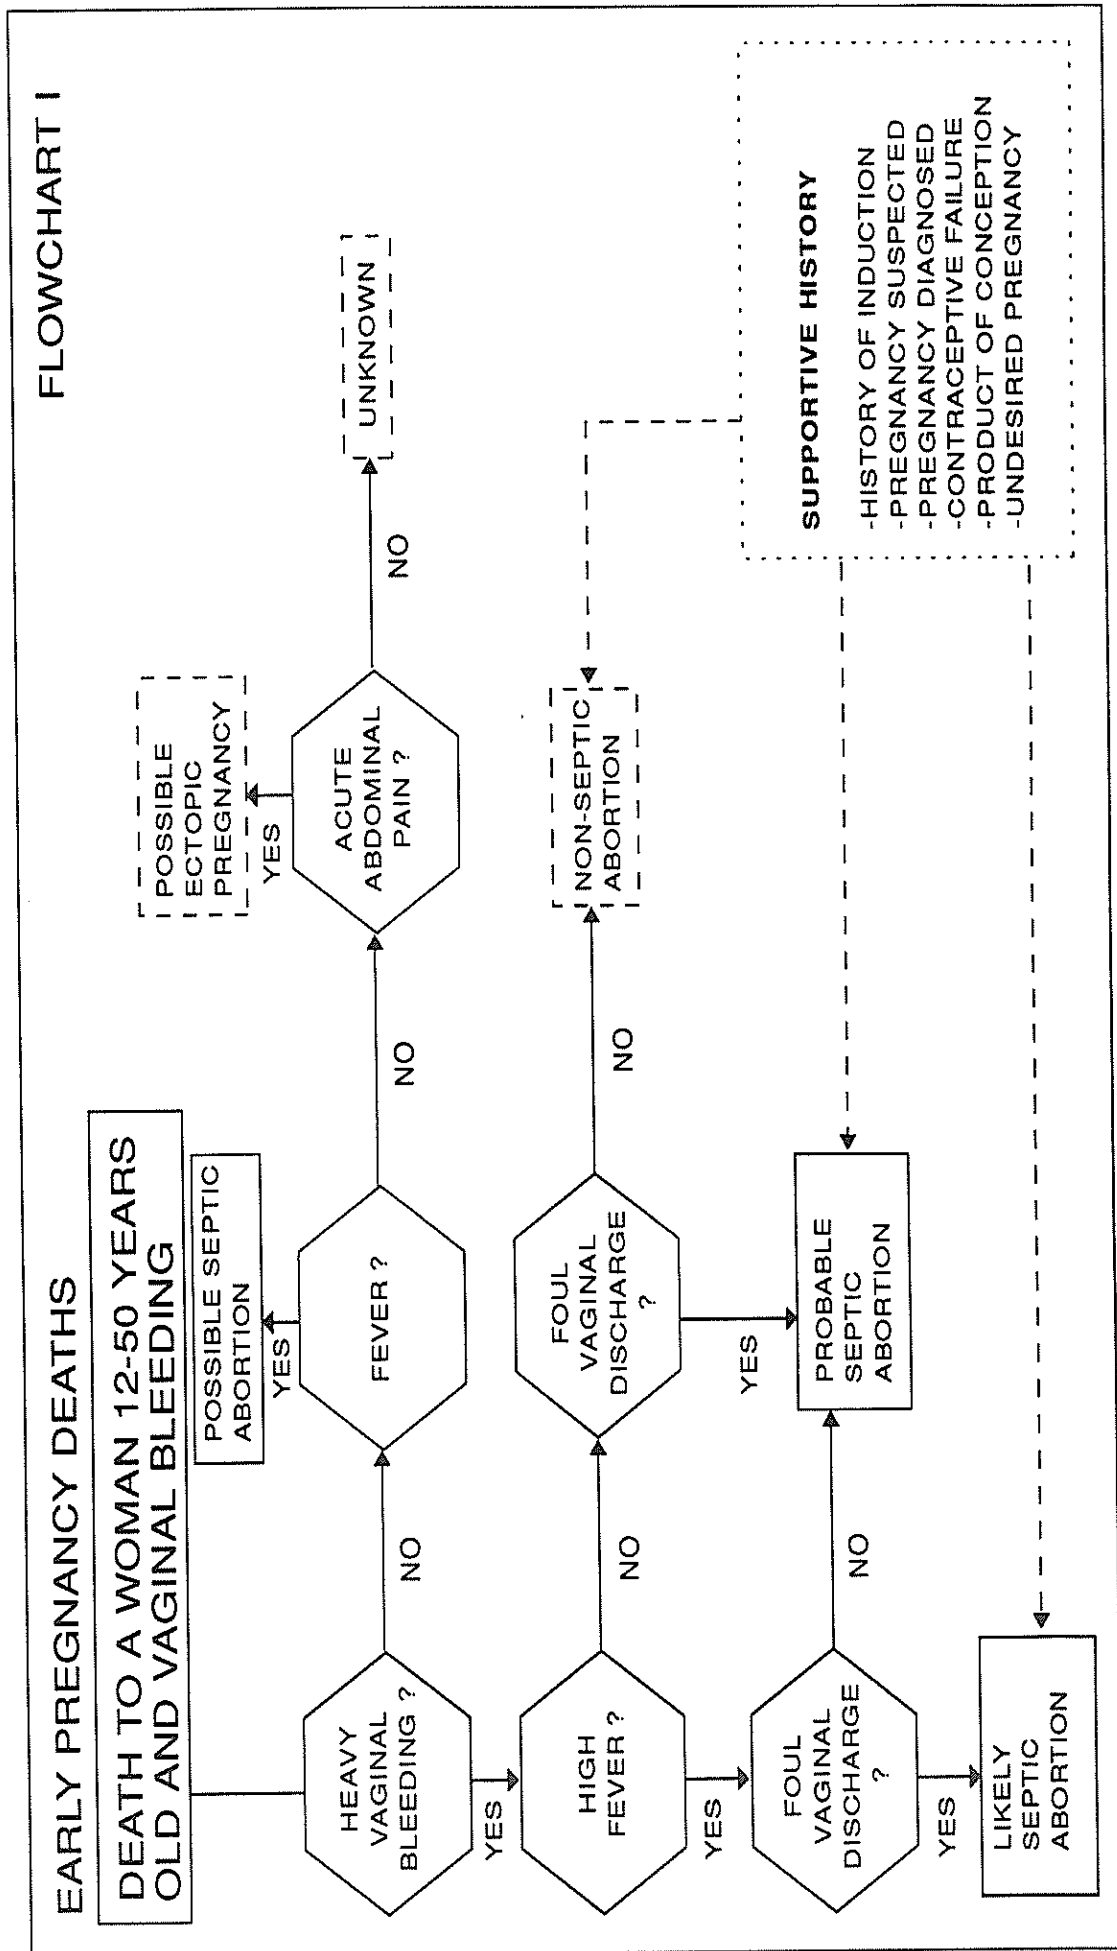 FLOWCHART I
EARLY PREGNANCY DEATHS
DEATH TO A WOMAN 12-50 YEARS
OLD AND VAGINAL BLEEDING
POSSIBLE SEPTIC
ABORTION
YES
POSSIBLE
ECTOPIC
PREGNANCY
YES
HEAVY
VAGINAL
BLEEDING ?
NO
FEVER ?
NO
ACUTE
ABDOMINAL
PAIN ?
NO
UNKNOWN
YES
HIGH
FEVER ?
NO
FOUL
VAGINAL
DISCHARGE
?
NO
NON-SEPTIC
ABORTION
YES
YES
FOUL
VAGINAL
DISCHARGE
?
NO
PROBABLE
SEPTIC
ABORTION
YES
LIKELY
SEPTIC
ABORTION
SUPPORTIVE HISTORY
-HISTORY OF INDUCTION
-PREGNANCY SUSPECTED
-PREGNANCY DIAGNOSED
-CONTRACEPTIVE FAILURE
-PRODUCT OF CONCEPTION
-UNDESIRED PREGNANCY